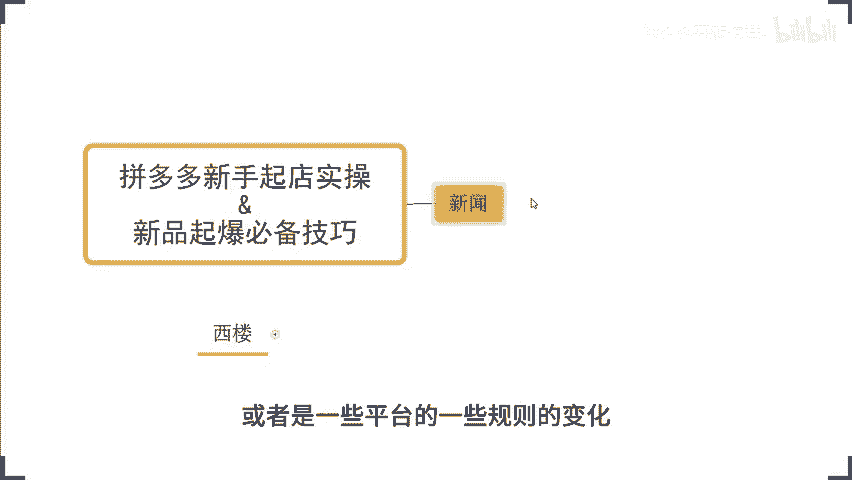 拼多多新手起店实操
&
新品起爆必备技巧
新闻
西楼
或者是一些平台的一些规则的变化
bilibili